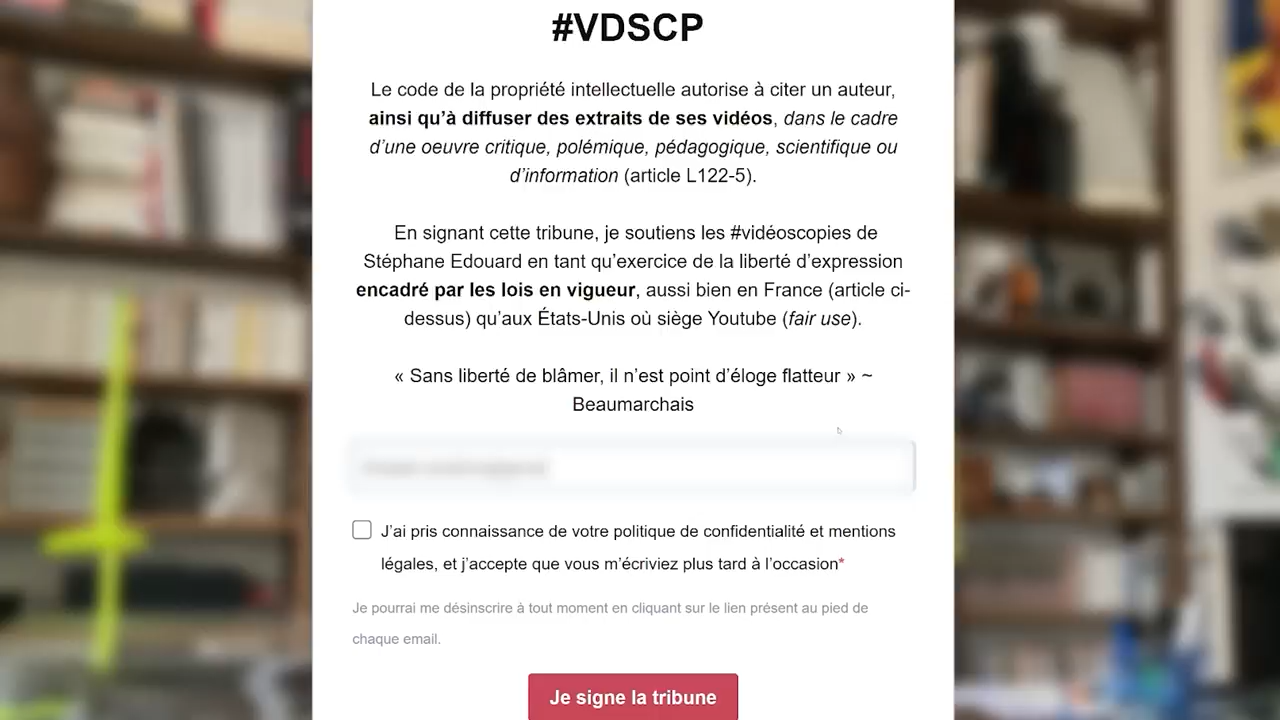 #VDSCP
Le code de la propriété intellectuelle autorise à citer un auteur,
ainsi qu’à diffuser des extraits de ses vidéos, dans le cadre
d’une oeuvre critique, polémique, pédagogique, scientifique ou
d’information (article L122-5).
En signant cette tribune, je soutiens les #vidéoscopies de
Stéphane Edouard en tant qu’exercice de la liberté d’expression
encadré par les lois en vigueur, aussi bien en France (article ci-
dessus) qu’aux États-Unis où siège Youtube (fair use).
« Sans liberté de blâmer, il n’est point d’éloge flatteur » ~
Beaumarchais
J’ai pris connaissance de votre politique de confidentialité et mentions
légales, et j’accepte que vous m’écriviez plus tard à l’occasion*
Je pourrai me désinscrire à tout moment en cliquant sur le lien présent au pied de
chaque email.
Je signe la tribune